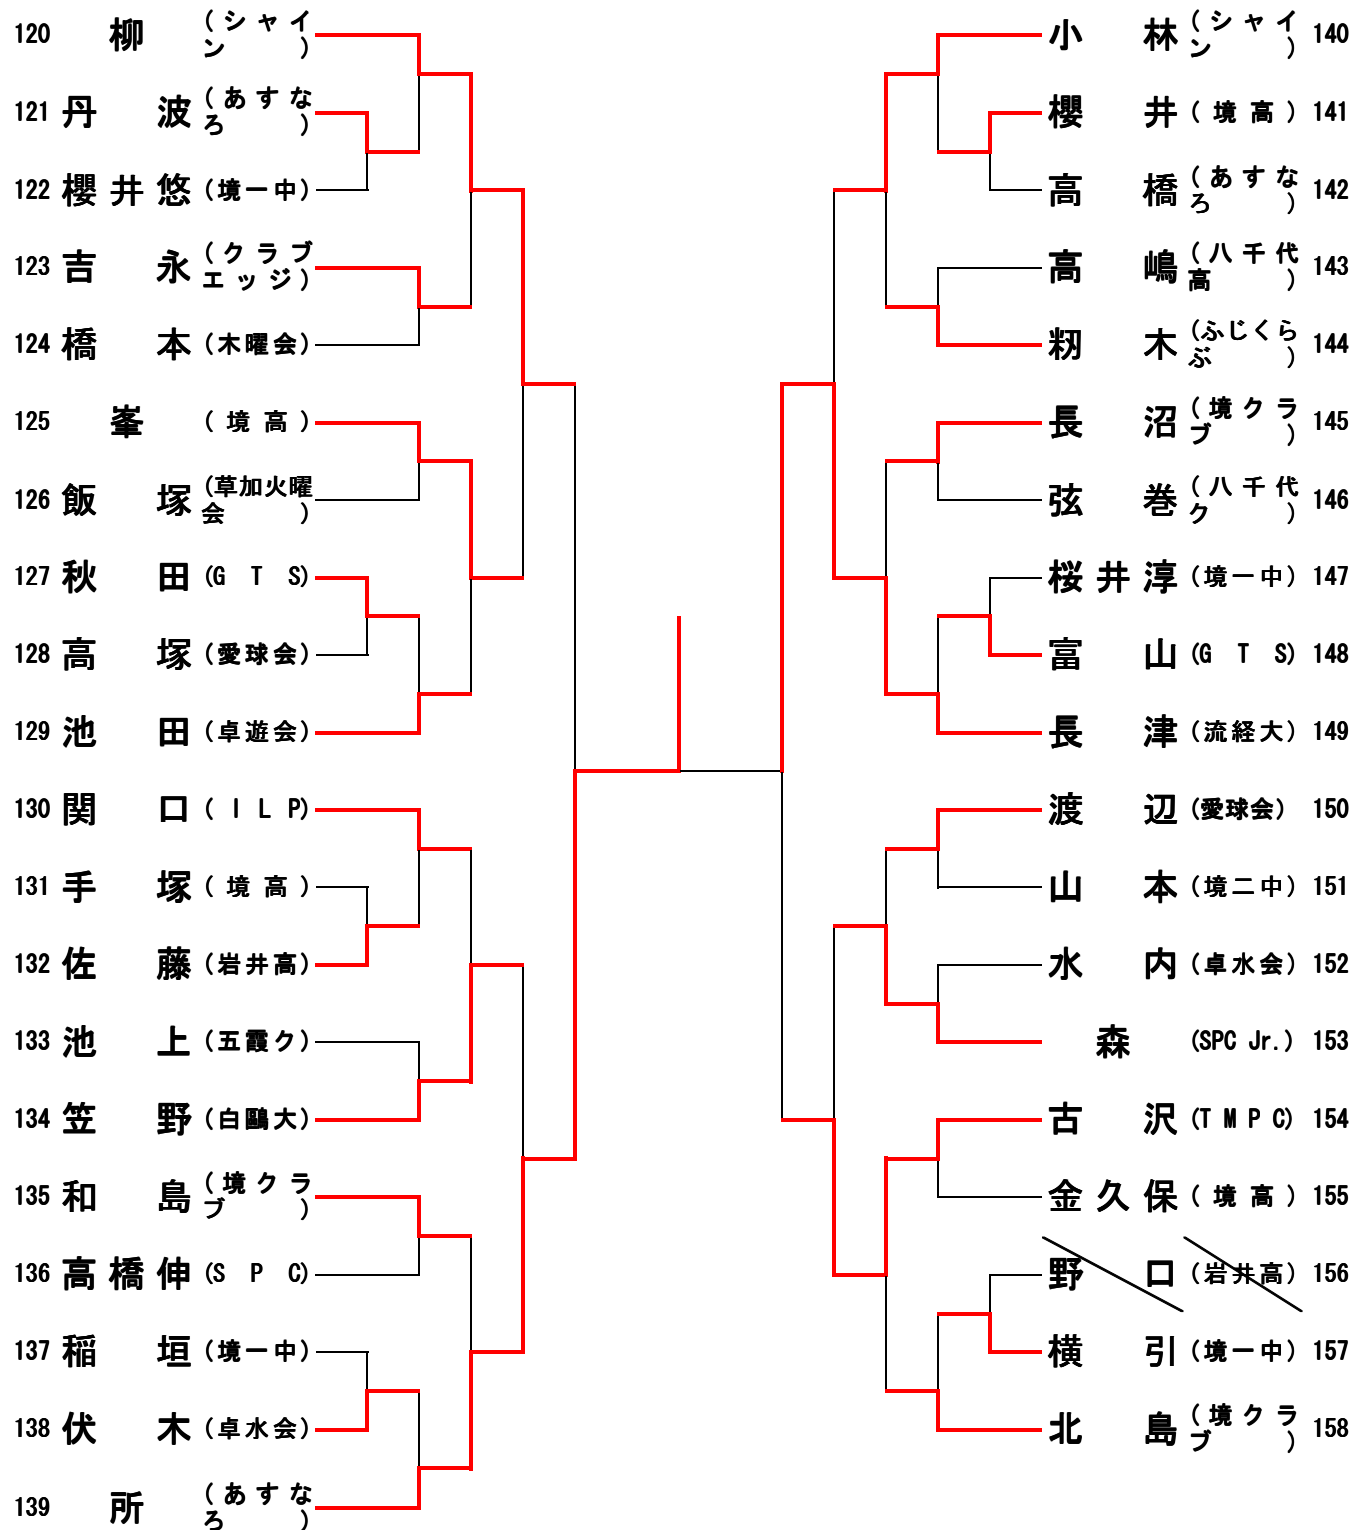 120 柳 (シャイン)
121 丹波 (あすなろ)
122 櫻井悠 (境一中)
123 吉永 (クラブエッジ)
124 橋本 (木曜会)
125 峯 (境高)
126 飯塚 (草加火曜会)
127 秋田 (GTS)
128 高塚 (愛球会)
129 池田 (卓遊会)
130 関口 (ILP)
131 手塚 (境高)
132 佐藤 (岩井高)
133 池上 (五霞ク)
134 笠野 (白鷗大)
135 和島 (境クラブ)
136 高橋伸 (SPC)
137 稲垣 (境一中)
138 伏木 (卓水会)
139 所 (あすなろ)
小林 (シャイン) 140
櫻井 (境高) 141
高橋 (あすなろ) 142
高嶋 (八千代高) 143
籾木 (ふじくらぶ) 144
長沼 (境クラブ) 145
弦巻 (八千代ク) 146
桜井淳 (境一中) 147
富山 (GTS) 148
長津 (流経大) 149
渡辺 (愛球会) 150
山本 (境二中) 151
水内 (卓水会) 152
森 (SPC Jr.) 153
古沢 (TMPC) 154
金久保 (境高) 155
野口 (岩井高) 156
横引 (境一中) 157
北島 (境クラブ) 158